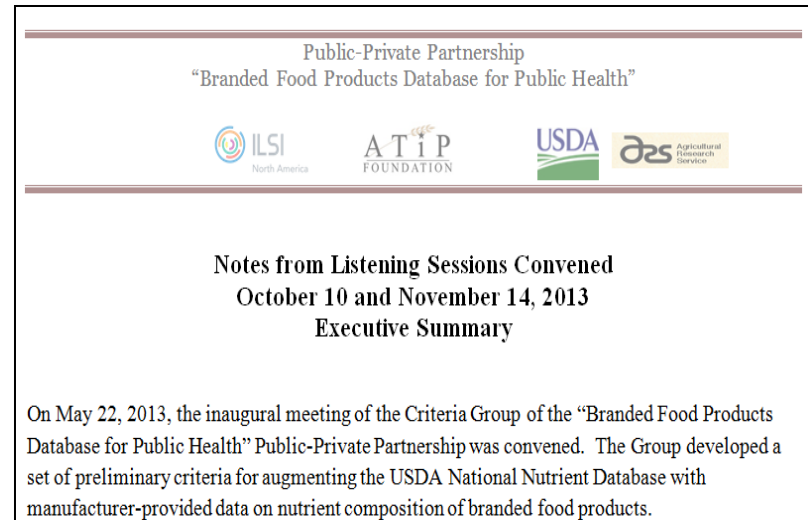 Public-Private Partnership
“Branded Food Products Database for Public Health”
ILSI
North America
ATiP
FOUNDATION
USDA
ars
Agricultural
Research
Service
Notes from Listening Sessions Convened
October 10 and November 14, 2013
Executive Summary
On May 22, 2013, the inaugural meeting of the Criteria Group of the “Branded Food Products
Database for Public Health” Public-Private Partnership was convened.  The Group developed a
set of preliminary criteria for augmenting the USDA National Nutrient Database with
manufacturer-provided data on nutrient composition of branded food products.